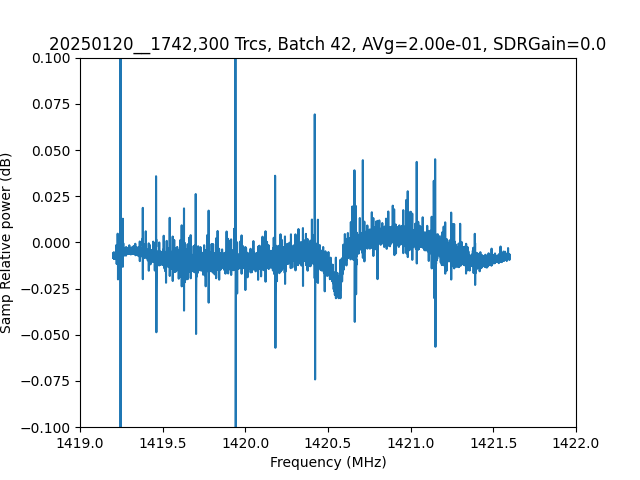 20250120__1742,300 Trcs, Batch 42, AVg=2.00e-01, SDRGain=0.0
0.100
0.075
0.050
0.025
0.000
−0.025
−0.050
−0.075
−0.100
Samp Relative power (dB)
1419.0 1419.5 1420.0 1420.5 1421.0 1421.5 1422.0
Frequency (MHz)